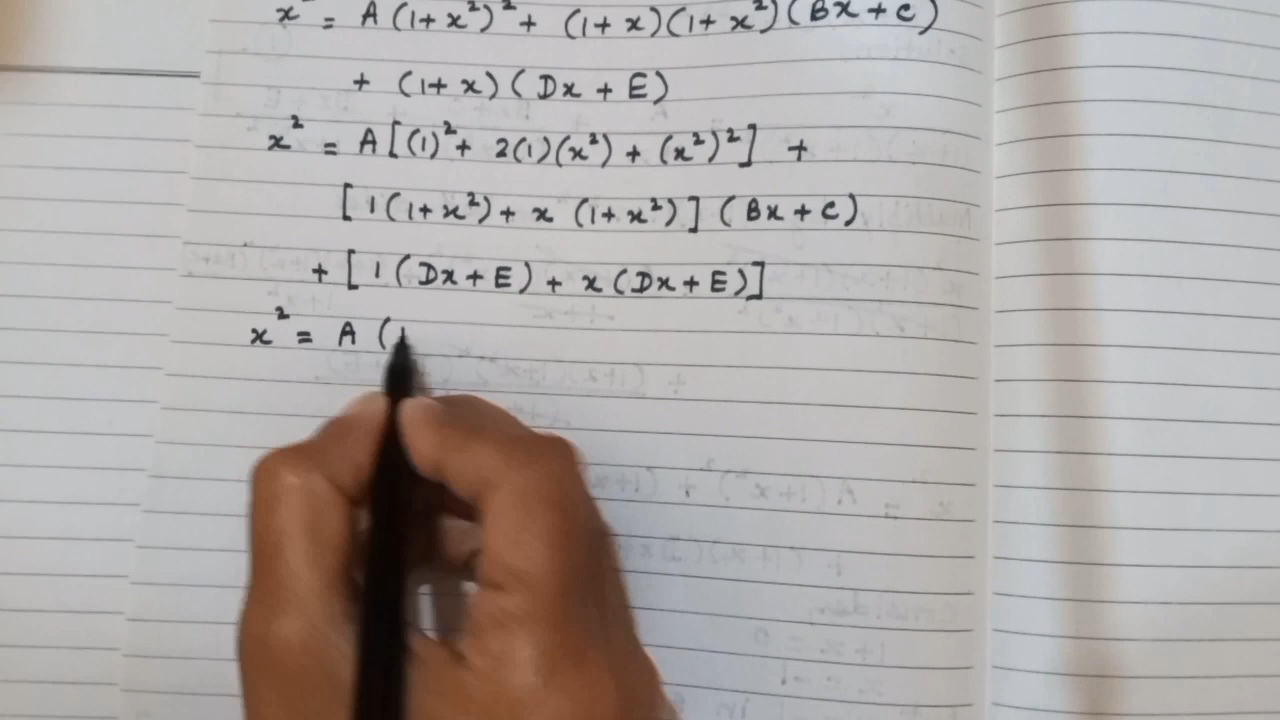 x² = A (1+x²)² + (1+x)(1+x²)(Bx+C)
+ (1+x)(Dx+E)
x² = A[(1)²+ 2(1)(x²) + (x²)²] +
[1(1+x²)+ x (1+x²)] (Bx+C)
+ [1(Dx+E) + x(Dx+E)]
x² = A (1